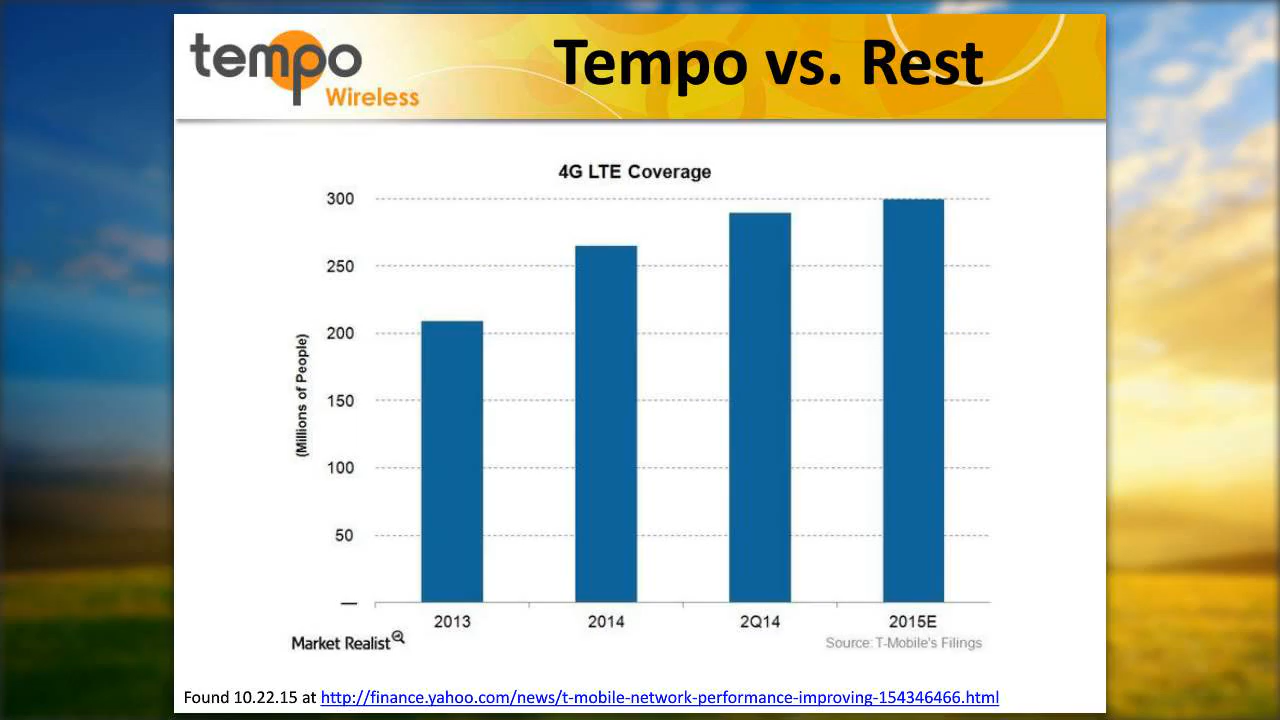 tempo
Wireless
Tempo vs. Rest
4G LTE Coverage
300
250
200
150
100
50
—
(Millions of People)
2013 2014 2Q14 2015E
Market Realist
Source: T-Mobile's Filings
Found 10.22.15 at http://finance.yahoo.com/news/t-mobile-network-performance-improving-154346466.html